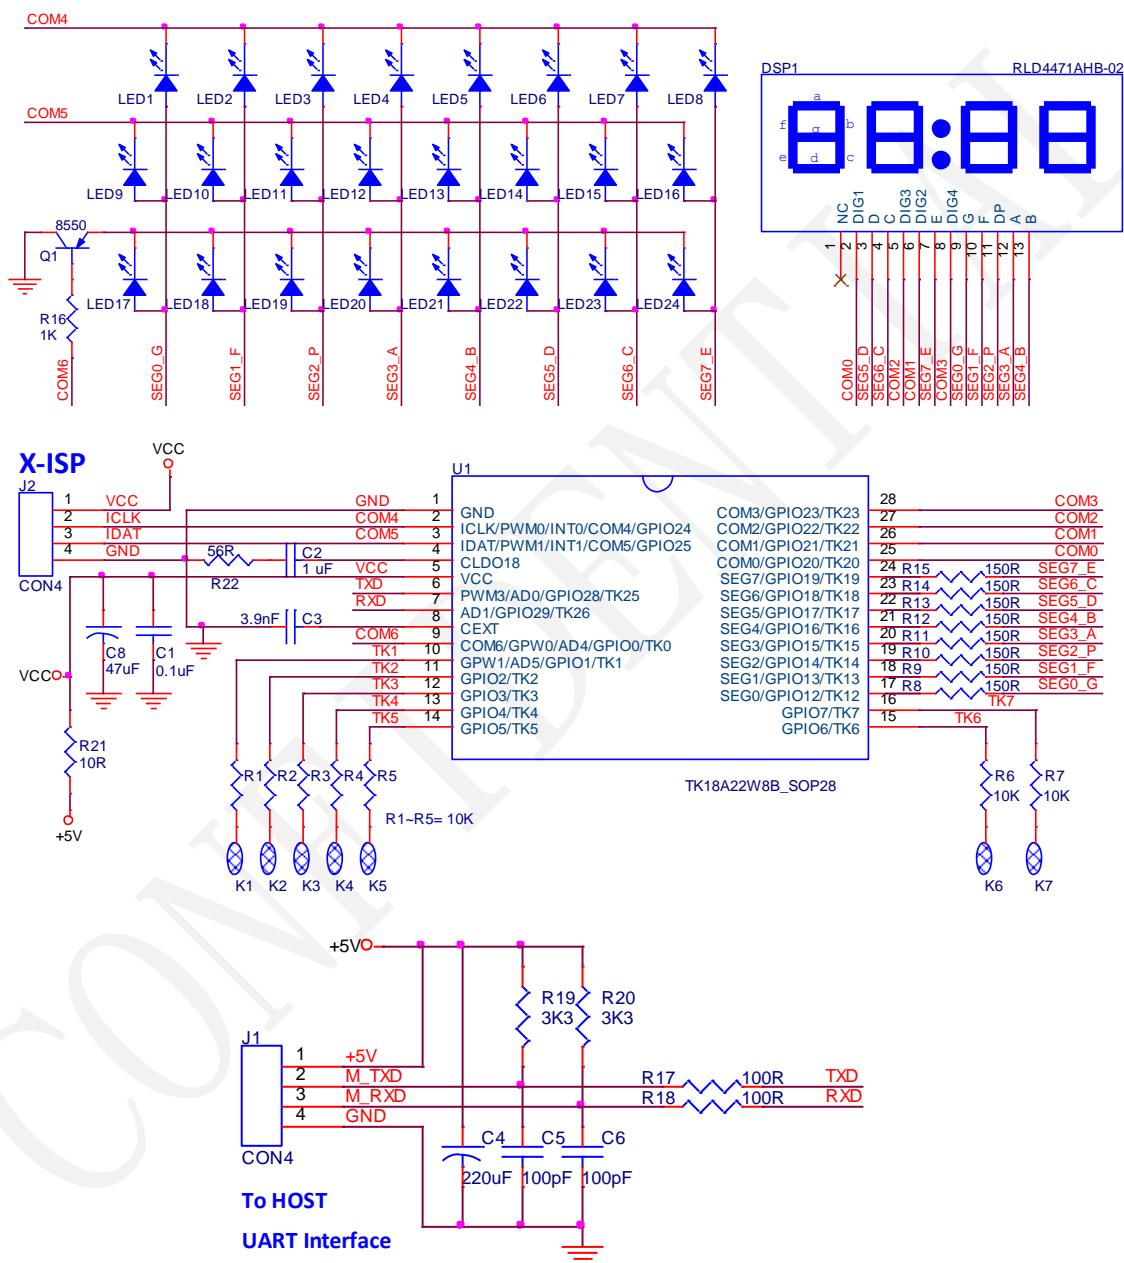 COM4
LED1 LED2 LED3 LED4 LED5 LED6 LED7 LED8
COM5
LED9 LED10 LED11 LED12 LED13 LED14 LED15 LED16
8550
Q1
LED17 LED18 LED19 LED20 LED21 LED22 LED23 LED24
R16
1K
COM6 SEG0_G SEG1_F SEG2_P SEG3_A SEG4_B SEG5_D SEG6_C SEG7_E
DSP1 RLD4471AHB-02
a
f b
g
e d c
NC DIG1 D C DIG3 DIG2 E DIG4 G F DP A B
1 2 3 4 5 6 7 8 9 10 11 12 13
COM0 SEG5_D SEG6_C COM2 COM1 SEG7_E COM3 SEG0_G SEG1_F SEG2_P SEG3_A SEG4_B
X-ISP
VCC
J2
1 VCC
2 ICLK
3 IDAT
4 GND
CON4
56R
R22
C2
1 uF
3.9nF C3
C8
47uF
C1
0.1uF
VCC
R21
10R
+5V
U1
GND 1 GND
COM4 2 ICLK/PWM0/INT0/COM4/GPIO24
COM5 3 IDAT/PWM1/INT1/COM5/GPIO25
4 CLDO18
VCC 5 VCC
TXD 6 PWM3/AD0/GPIO28/TK25
RXD 7 AD1/GPIO29/TK26
8 CEXT
COM6 9 COM6/GPW0/AD4/GPIO0/TK0
TK1 10 GPW1/AD5/GPIO1/TK1
TK2 11 GPIO2/TK2
TK3 12 GPIO3/TK3
TK4 13 GPIO4/TK4
TK5 14 GPIO5/TK5
COM3/GPIO23/TK23 28 COM3
COM2/GPIO22/TK22 27 COM2
COM1/GPIO21/TK21 26 COM1
COM0/GPIO20/TK20 25 COM0
SEG7/GPIO19/TK19 24 R15 150R SEG7_E
SEG6/GPIO18/TK18 23 R14 150R SEG6_C
SEG5/GPIO17/TK17 22 R13 150R SEG5_D
SEG4/GPIO16/TK16 21 R12 150R SEG4_B
SEG3/GPIO15/TK15 20 R11 150R SEG3_A
SEG2/GPIO14/TK14 19 R10 150R SEG2_P
SEG1/GPIO13/TK13 18 R9 150R SEG1_F
SEG0/GPIO12/TK12 17 R8 150R SEG0_G
GPIO7/TK7 16 TK7
GPIO6/TK6 15 TK6
TK18A22W8B_SOP28
R1 R2 R3 R4 R5
R1~R5= 10K
K1 K2 K3 K4 K5
R6
10K
R7
10K
K6 K7
+5V
R19
3K3
R20
3K3
J1
1 +5V
2 M_TXD R17 100R TXD
3 M_RXD R18 100R RXD
4 GND
CON4
C4
220uF
C5
100pF
C6
100pF
To HOST
UART Interface
CONFIDENTIAL